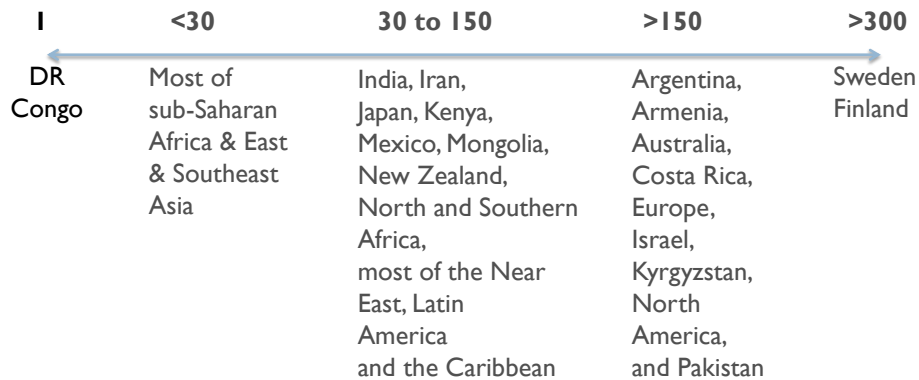 1
<30
30 to 150
>150
>300
DR
Congo
Most of
sub-Saharan
Africa & East
& Southeast
Asia
India, Iran,
Japan, Kenya,
Mexico, Mongolia,
New Zealand,
North and Southern
Africa,
most of the Near
East, Latin
America
and the Caribbean
Argentina,
Armenia,
Australia,
Costa Rica,
Europe,
Israel,
Kyrgyzstan,
North
America,
and Pakistan
Sweden
Finland